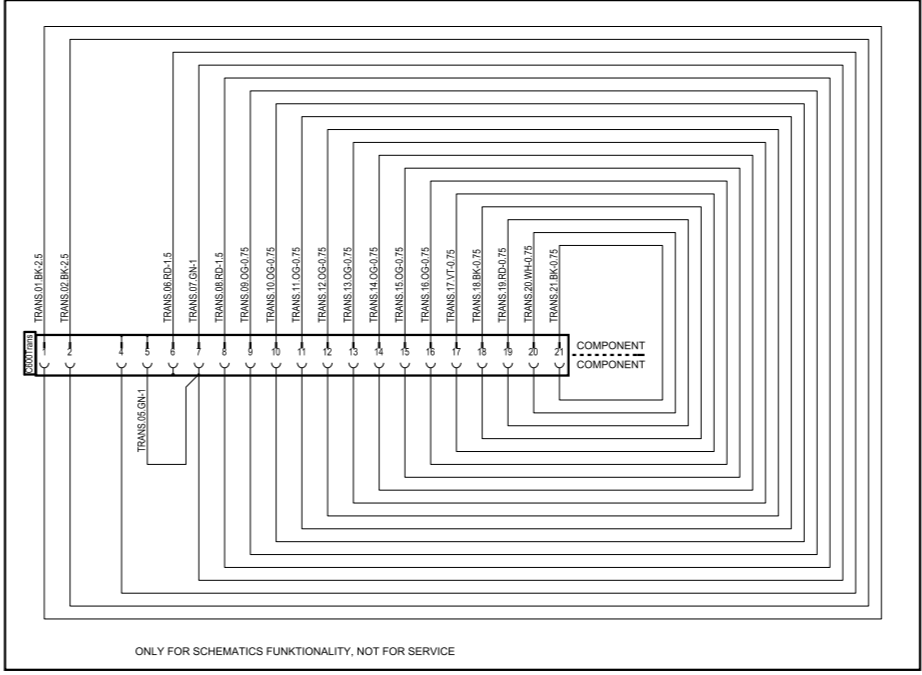 TRANS.01.BK-2.5
TRANS.02.BK-2.5
TRANS.06.RD-1.5
TRANS.07.GN-1
TRANS.08.RD-1.5
TRANS.09.OG-0.75
TRANS.10.OG-0.75
TRANS.11.OG-0.75
TRANS.12.OG-0.75
TRANS.13.OG-0.75
TRANS.14.OG-0.75
TRANS.15.OG-0.75
TRANS.16.OG-0.75
TRANS.17.VT-0.75
TRANS.18.BK-0.75
TRANS.19.RD-0.75
TRANS.20.WH-0.75
TRANS.21.BK-0.75
C800Trans
1 2 4 5 6 7 8 9 10 11 12 13 14 15 16 17 18 19 20 21
COMPONENT
COMPONENT
TRANS.05.GN-1
ONLY FOR SCHEMATICS FUNKTIONALITY, NOT FOR SERVICE